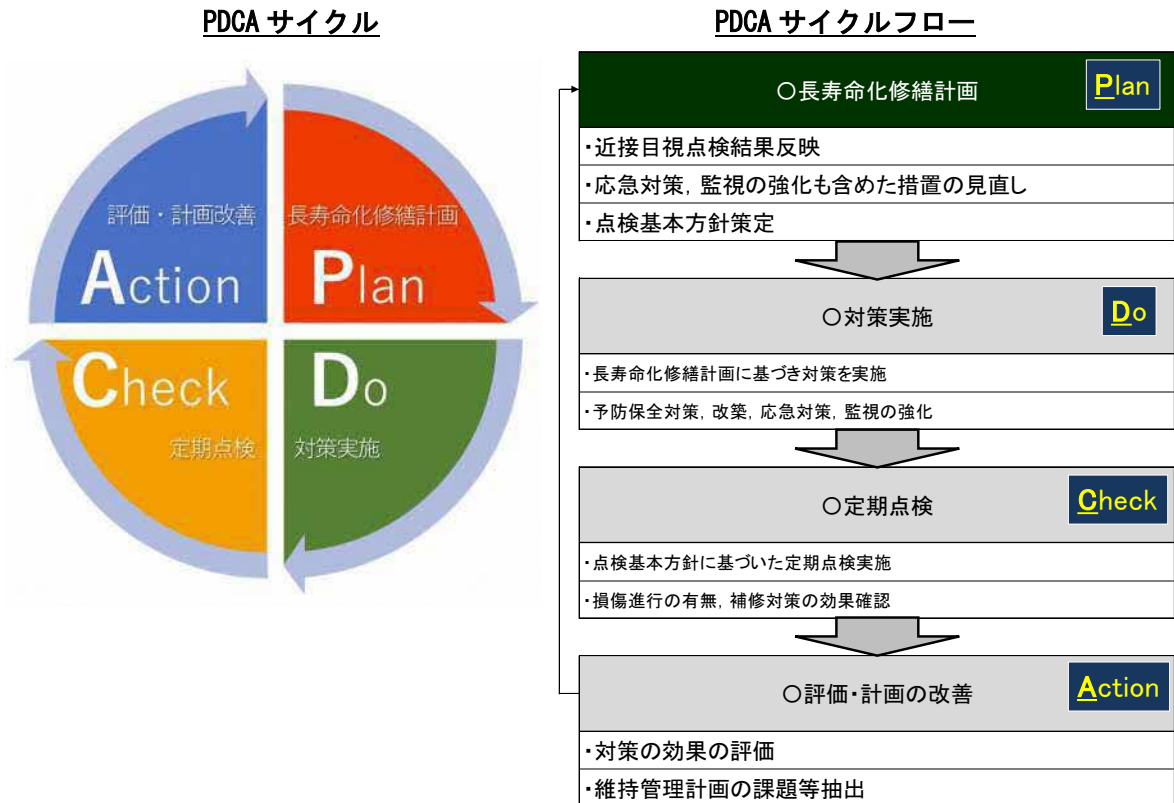 PDCA サイクル
評価・計画改善
Action
長寿命化修繕計画
Plan
Check
定期点検
Do
対策実施
PDCA サイクルフロー
○長寿命化修繕計画
Plan
・近接目視点検結果反映
・応急対策，監視の強化も含めた措置の見直し
・点検基本方針策定
○対策実施
Do
・長寿命化修繕計画に基づき対策を実施
・予防保全対策，改築，応急対策，監視の強化
○定期点検
Check
・点検基本方針に基づいた定期点検実施
・損傷進行の有無，補修対策の効果確認
○評価・計画の改善
Action
・対策の効果の評価
・維持管理計画の課題等抽出